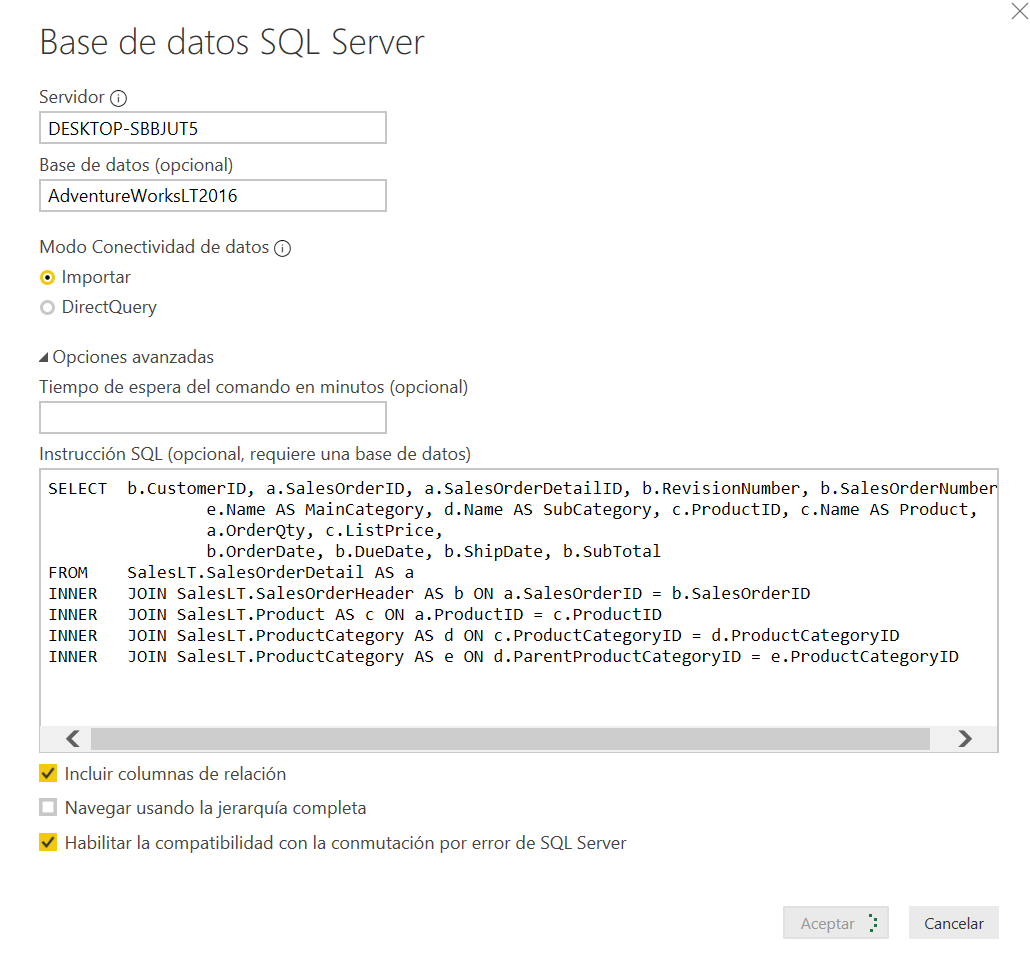 Base de datos SQL Server
Servidor
DESKTOP-SBBJUT5
Base de datos (opcional)
AdventureWorksLT2016
Modo Conectividad de datos
Importar
DirectQuery
Opciones avanzadas
Tiempo de espera del comando en minutos (opcional)
Instrucción SQL (opcional, requiere una base de datos)
SELECT b.CustomerID, a.SalesOrderID, a.SalesOrderDetailID, b.RevisionNumber, b.SalesOrderNumber
e.Name AS MainCategory, d.Name AS SubCategory, c.ProductID, c.Name AS Product,
a.OrderQty, c.ListPrice,
b.OrderDate, b.DueDate, b.ShipDate, b.SubTotal
FROM SalesLT.SalesOrderDetail AS a
INNER JOIN SalesLT.SalesOrderHeader AS b ON a.SalesOrderID = b.SalesOrderID
INNER JOIN SalesLT.Product AS c ON a.ProductID = c.ProductID
INNER JOIN SalesLT.ProductCategory AS d ON c.ProductCategoryID = d.ProductCategoryID
INNER JOIN SalesLT.ProductCategory AS e ON d.ParentProductCategoryID = e.ProductCategoryID
Incluir columnas de relación
Navegar usando la jerarquía completa
Habilitar la compatibilidad con la conmutación por error de SQL Server
Aceptar
Cancelar